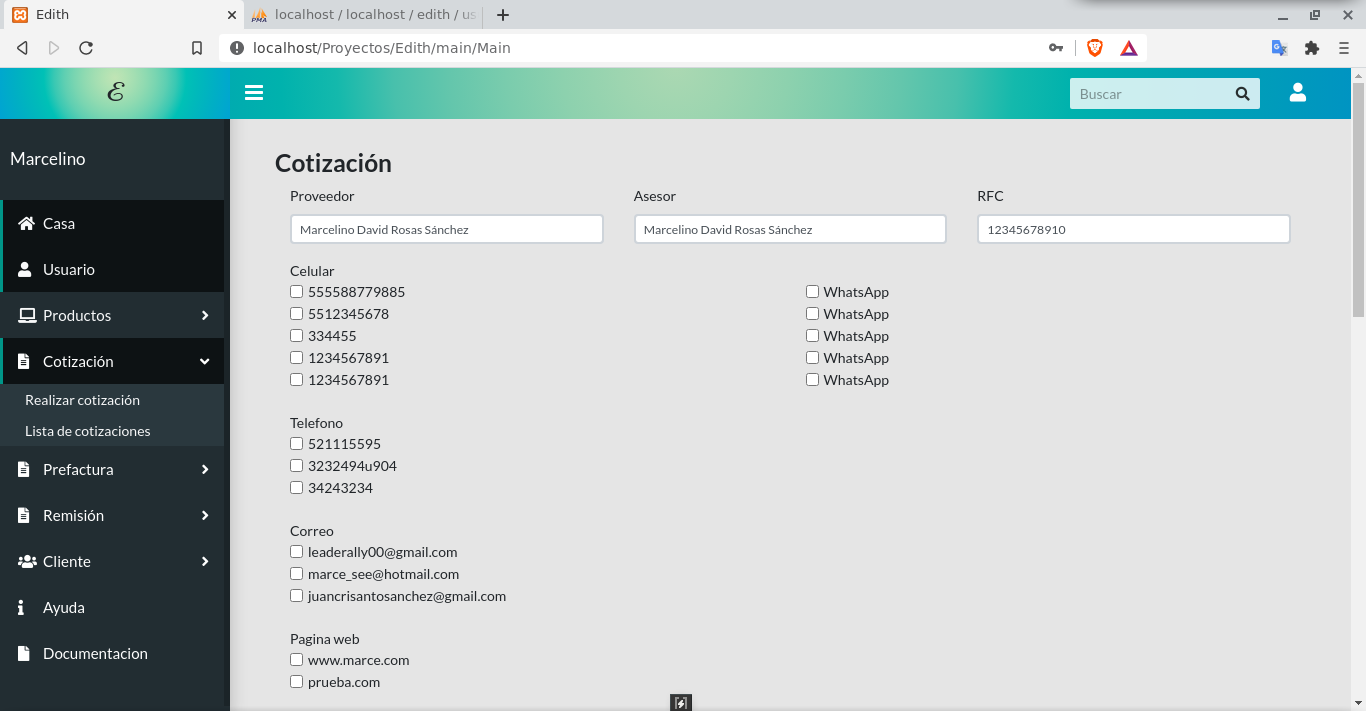 Edith
localhost / localhost / edith / us
localhost/Proyectos/Edith/main/Main
ℰ
Buscar
Marcelino
Casa
Usuario
Productos
Cotización
Realizar cotización
Lista de cotizaciones
Prefactura
Remisión
Cliente
Ayuda
Documentacion
Cotización
Proveedor Asesor RFC
Marcelino David Rosas Sánchez Marcelino David Rosas Sánchez 12345678910
Celular
555588779885 WhatsApp
5512345678 WhatsApp
334455 WhatsApp
1234567891 WhatsApp
1234567891 WhatsApp
Telefono
521115595
3232494u904
34243234
Correo
leaderally00@gmail.com
marce_see@hotmail.com
juancrisantosanchez@gmail.com
Pagina web
www.marce.com
prueba.com